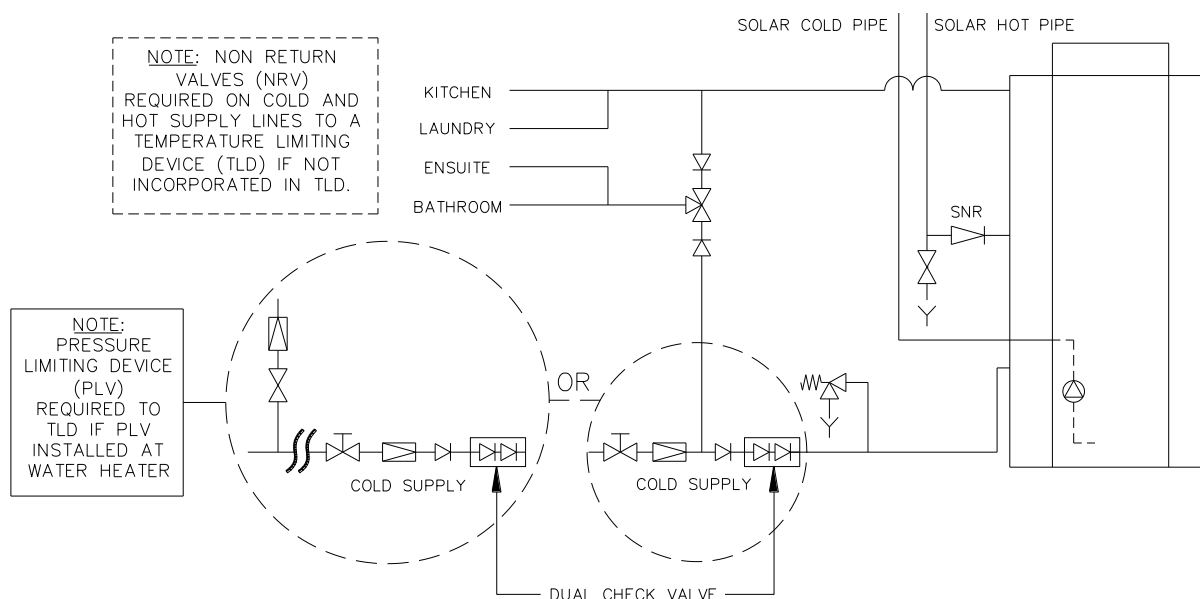 SOLAR COLD PIPE
SOLAR HOT PIPE
NOTE: NON RETURN
VALVES (NRV)
REQUIRED ON COLD AND
HOT SUPPLY LINES TO A
TEMPERATURE LIMITING
DEVICE (TLD) IF NOT
INCORPORATED IN TLD.
KITCHEN
LAUNDRY
ENSUITE
BATHROOM
SNR
NOTE:
PRESSURE
LIMITING DEVICE
(PLV)
REQUIRED TO
TLD IF PLV
INSTALLED AT
WATER HEATER
OR
COLD SUPPLY
COLD SUPPLY
DUAL CHECK VALVE